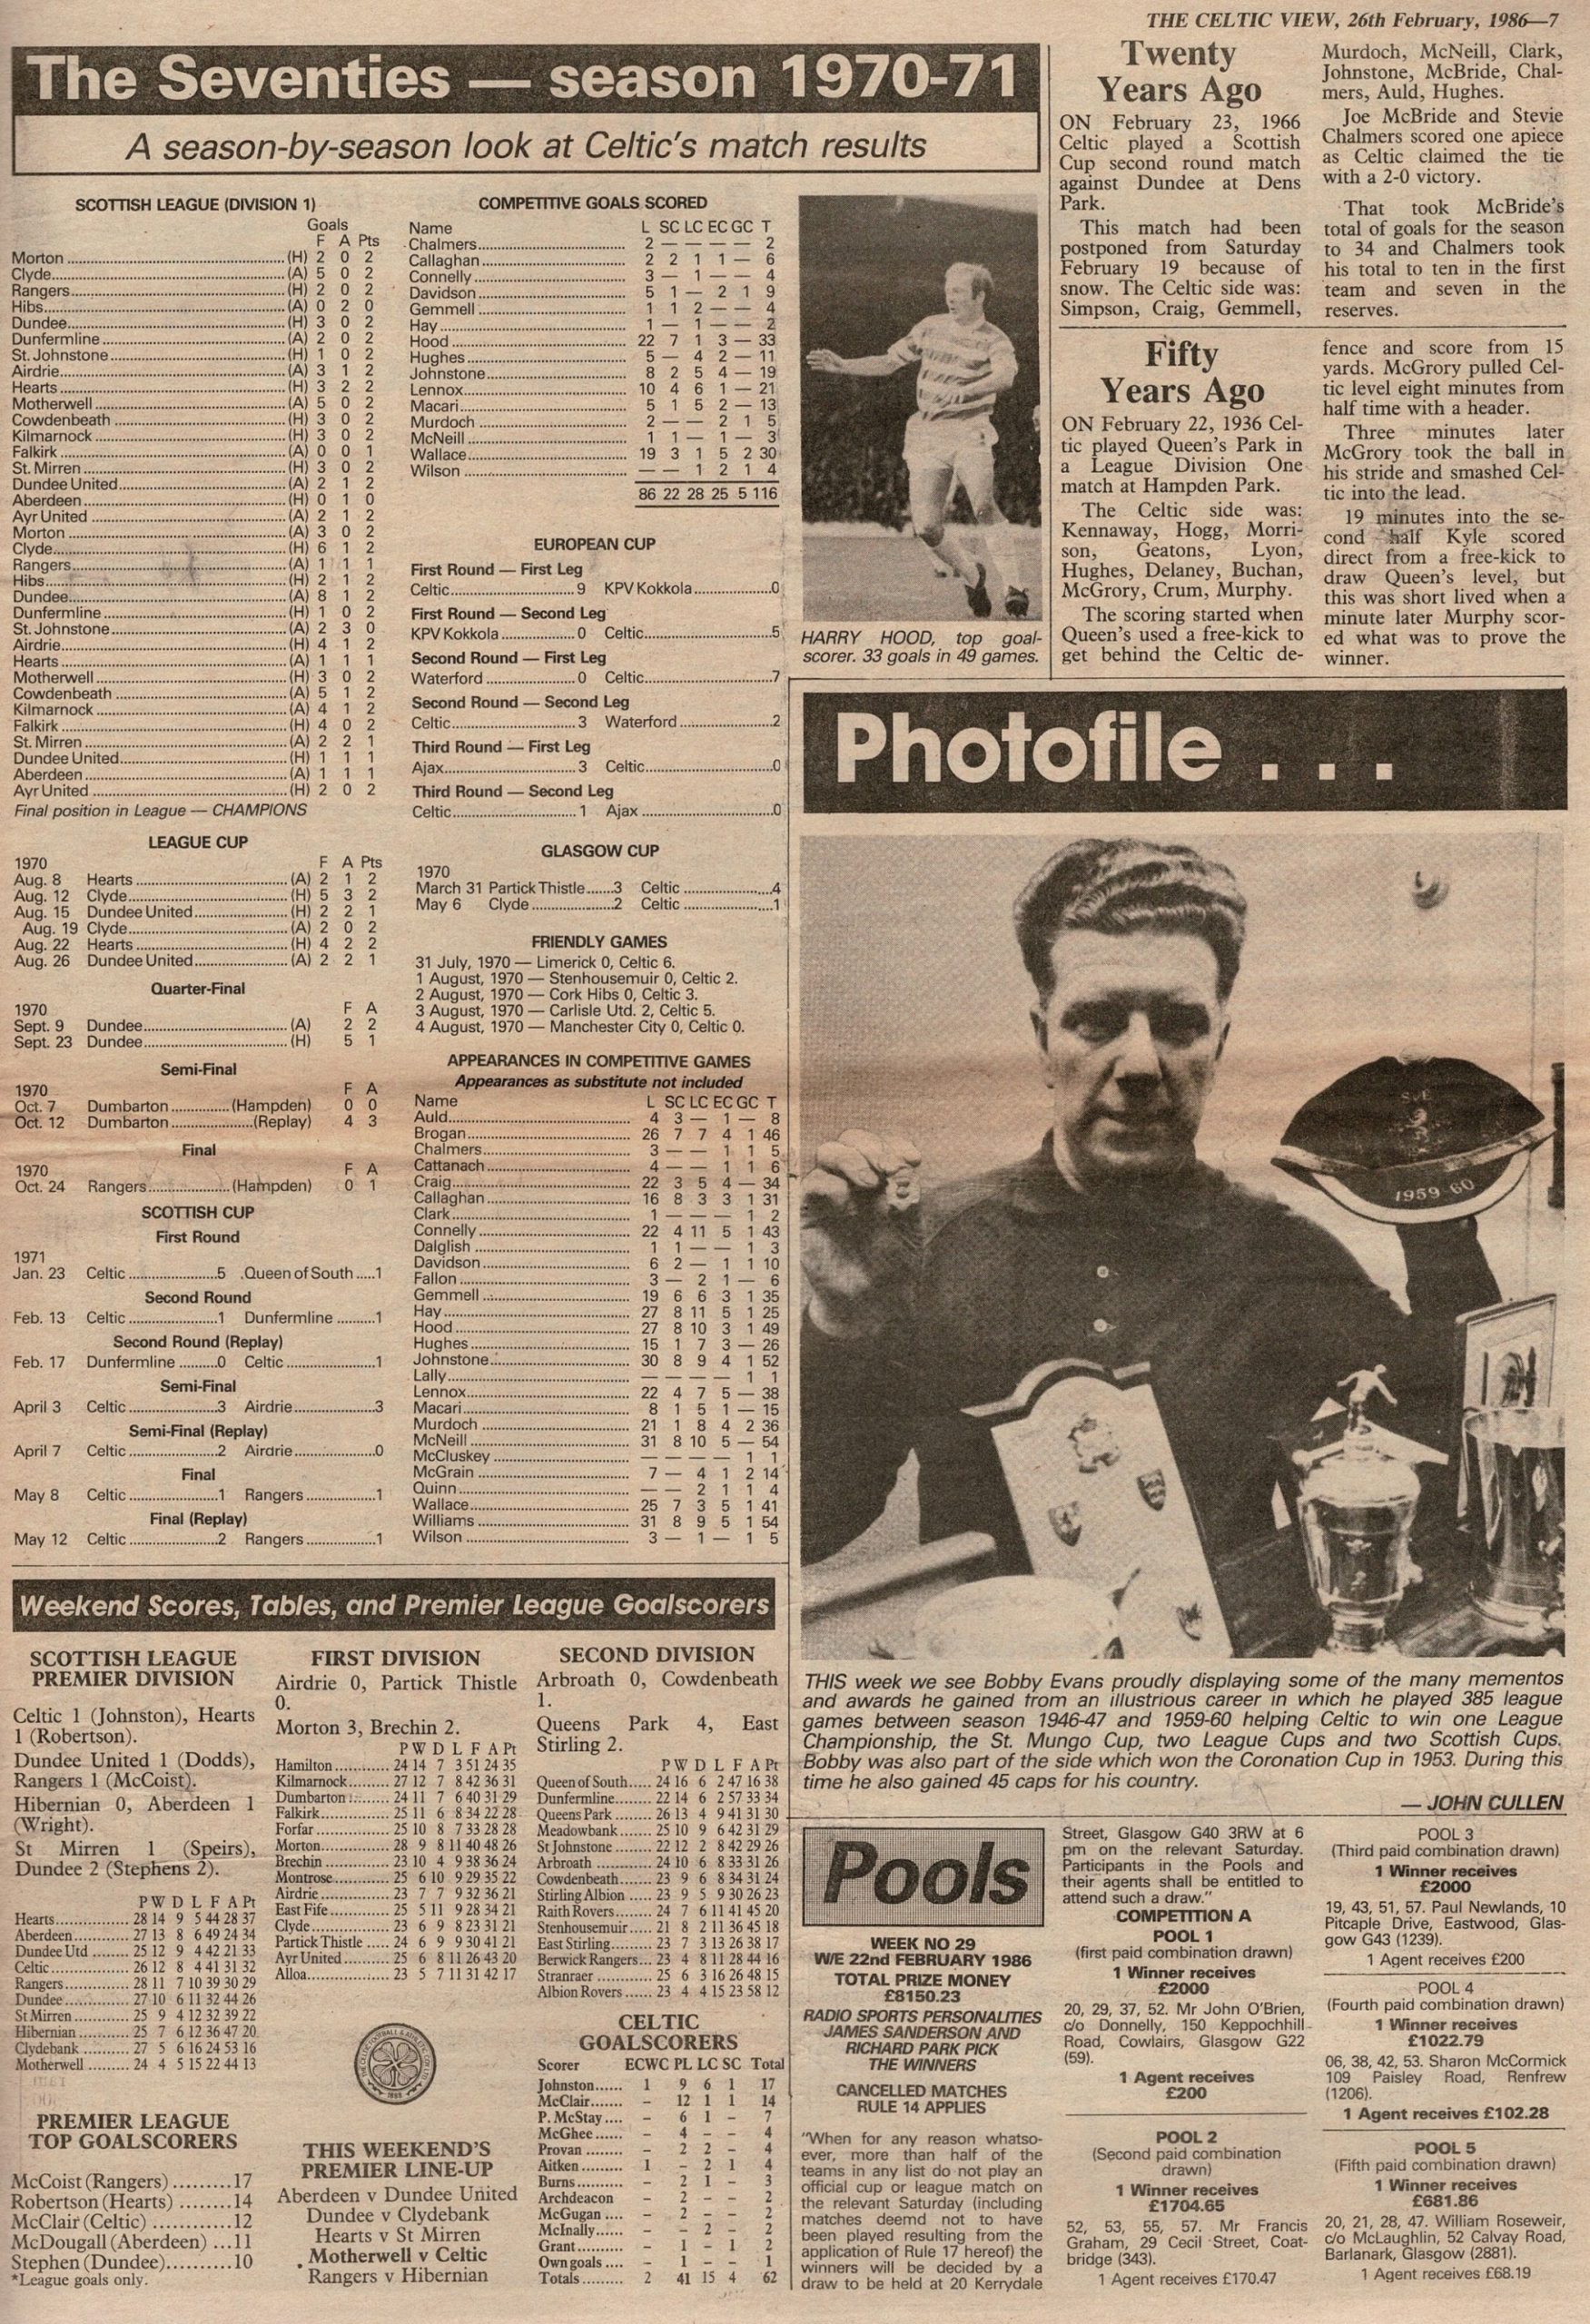 THE CELTIC VIEW, 26th February, 1986—7
The Seventies — season 1970-71
A season-by-season look at Celtic's match results
SCOTTISH LEAGUE (DIVISION 1)
Goals
F A Pts
Morton (H) 2 0 2
Clyde (A) 5 0 2
Rangers (H) 2 0 2
Hibs (A) 0 2 0
Dundee (H) 3 0 2
Dunfermline (A) 2 0 2
St. Johnstone (H) 1 0 2
Airdrie (A) 3 1 2
Hearts (H) 3 2 2
Motherwell (A) 5 0 2
Cowdenbeath (H) 3 0 2
Kilmarnock (H) 3 0 2
Falkirk (A) 0 0 1
St. Mirren (H) 3 0 2
Dundee United (A) 2 1 2
Aberdeen (H) 0 1 0
Ayr United (A) 2 1 2
Morton (A) 3 0 2
Clyde (H) 6 1 2
Rangers (A) 1 1 1
Hibs (H) 2 1 2
Dundee (A) 8 1 2
Dunfermline (H) 1 0 2
St. Johnstone (A) 2 3 0
Airdrie (H) 4 1 2
Hearts (A) 1 1 1
Motherwell (H) 3 0 2
Cowdenbeath (A) 5 1 2
Kilmarnock (A) 4 1 2
Falkirk (H) 4 0 2
St. Mirren (A) 2 2 1
Dundee United (H) 1 1 1
Aberdeen (A) 1 1 1
Ayr United (H) 2 0 2
Final position in League — CHAMPIONS
LEAGUE CUP
1970 F A Pts
Aug. 8 Hearts (A) 2 1 2
Aug. 12 Clyde (H) 5 3 2
Aug. 15 Dundee United (H) 2 2 1
Aug. 19 Clyde (A) 2 0 2
Aug. 22 Hearts (H) 4 2 2
Aug. 26 Dundee United (A) 2 2 1
Quarter-Final
1970 F A
Sept. 9 Dundee (A) 2 2
Sept. 23 Dundee (H) 5 1
Semi-Final
1970 F A
Oct. 7 Dumbarton (Hampden) 0 0
Oct. 12 Dumbarton (Replay) 4 3
Final
1970 F A
Oct. 24 Rangers (Hampden) 0 1
SCOTTISH CUP
First Round
1971
Jan. 23 Celtic 5 Queen of South 1
Second Round
Feb. 13 Celtic 1 Dunfermline 1
Second Round (Replay)
Feb. 17 Dunfermline 0 Celtic 1
Semi-Final
April 3 Celtic 3 Airdrie 3
Semi-Final (Replay)
April 7 Celtic 2 Airdrie 0
Final
May 8 Celtic 1 Rangers 1
Final (Replay)
May 12 Celtic 2 Rangers 1
COMPETITIVE GOALS SCORED
Name L SC LC EC GC T
Chalmers 2 — — — — 2
Callaghan 2 2 1 1 — 6
Connelly 3 — 1 — — 4
Davidson 5 1 — 2 1 9
Gemmell 1 1 2 — — 4
Hay 1 — 1 — — 2
Hood 22 7 1 3 — 33
Hughes 5 — 4 2 — 11
Johnstone 8 2 5 4 — 19
Lennox 10 4 6 1 — 21
Macari 5 1 5 2 — 13
Murdoch 2 — — 2 1 5
McNeill 1 1 — 1 — 3
Wallace 19 3 1 5 2 30
Wilson — — 1 2 1 4
86 22 28 25 5 116
EUROPEAN CUP
First Round — First Leg
Celtic 9 KPV Kokkola 0
First Round — Second Leg
KPV Kokkola 0 Celtic 5
Second Round — First Leg
Waterford 0 Celtic 7
Second Round — Second Leg
Celtic 3 Waterford 2
Third Round — First Leg
Ajax 3 Celtic 0
Third Round — Second Leg
Celtic 1 Ajax 0
GLASGOW CUP
1970
March 31 Partick Thistle 3 Celtic 4
May 6 Clyde 2 Celtic 1
FRIENDLY GAMES
31 July, 1970 — Limerick 0, Celtic 6.
1 August, 1970 — Stenhousemuir 0, Celtic 2.
2 August, 1970 — Cork Hibs 0, Celtic 3.
3 August, 1970 — Carlisle Utd. 2, Celtic 5.
4 August, 1970 — Manchester City 0, Celtic 0.
APPEARANCES IN COMPETITIVE GAMES
Appearances as substitute not included
Name L SC LC EC GC T
Auld 4 3 — 1 — 8
Brogan 26 7 7 4 1 46
Chalmers 3 — — 1 1 5
Cattanach 4 — — 1 1 6
Craig 22 3 5 4 — 34
Callaghan 16 8 3 3 1 31
Clark 1 — — — 1 2
Connelly 22 4 11 5 1 43
Dalglish 1 1 — — 1 3
Davidson 6 2 — 1 1 10
Fallon 3 — 2 1 — 6
Gemmell 19 6 6 3 1 35
Hay 27 8 11 5 1 25
Hood 27 8 10 3 1 49
Hughes 15 1 7 3 — 26
Johnstone 30 8 9 4 1 52
Lally — — — — 1 1
Lennox 22 4 7 5 — 38
Macari 8 1 5 1 — 15
Murdoch 21 1 8 4 2 36
McNeill 31 8 10 5 — 54
McCluskey — — — — 1 1
McGrain 7 — 4 1 2 14
Quinn — — 2 1 1 4
Wallace 25 7 3 5 1 41
Williams 31 8 9 5 1 54
Wilson 3 — 1 — 1 5
HARRY HOOD, top goal-
scorer. 33 goals in 49 games.
Twenty
Years Ago
ON February 23, 1966
Celtic played a Scottish
Cup second round match
against Dundee at Dens
Park.
This match had been
postponed from Saturday
February 19 because of
snow. The Celtic side was:
Simpson, Craig, Gemmell,
Murdoch, McNeill, Clark,
Johnstone, McBride, Chal-
mers, Auld, Hughes.
Joe McBride and Stevie
Chalmers scored one apiece
as Celtic claimed the tie
with a 2-0 victory.
That took McBride's
total of goals for the season
to 34 and Chalmers took
his total to ten in the first
team and seven in the
reserves.
Fifty
Years Ago
ON February 22, 1936 Cel-
tic played Queen's Park in
a League Division One
match at Hampden Park.
The Celtic side was:
Kennaway, Hogg, Morri-
son, Geatons, Lyon,
Hughes, Delaney, Buchan,
McGrory, Crum, Murphy.
The scoring started when
Queen's used a free-kick to
get behind the Celtic de-
fence and score from 15
yards. McGrory pulled Cel-
tic level eight minutes from
half time with a header.
Three minutes later
McGrory took the ball in
his stride and smashed Cel-
tic into the lead.
19 minutes into the se-
cond half Kyle scored
direct from a free-kick to
draw Queen's level, but
this was short lived when a
minute later Murphy scor-
ed what was to prove the
winner.
Photofile . . .
1959-60
THIS week we see Bobby Evans proudly displaying some of the many mementos
and awards he gained from an illustrious career in which he played 385 league
games between season 1946-47 and 1959-60 helping Celtic to win one League
Championship, the St. Mungo Cup, two League Cups and two Scottish Cups.
Bobby was also part of the side which won the Coronation Cup in 1953. During this
time he also gained 45 caps for his country.
— JOHN CULLEN
Weekend Scores, Tables, and Premier League Goalscorers
SCOTTISH LEAGUE
PREMIER DIVISION
Celtic 1 (Johnston), Hearts
1 (Robertson).
Dundee United 1 (Dodds),
Rangers 1 (McCoist).
Hibernian 0, Aberdeen 1
(Wright).
St Mirren 1 (Speirs),
Dundee 2 (Stephens 2).
P W D L F A Pt
Hearts 28 14 9 5 44 28 37
Aberdeen 27 13 8 6 49 24 34
Dundee Utd 25 12 9 4 42 21 33
Celtic 26 12 8 4 41 31 32
Rangers 28 11 7 10 39 30 29
Dundee 27 10 6 11 32 44 26
St Mirren 25 9 4 12 32 39 22
Hibernian 25 7 6 12 36 47 20
Clydebank 27 5 6 16 24 53 16
Motherwell 24 4 5 15 22 44 13
PREMIER LEAGUE
TOP GOALSCORERS
McCoist (Rangers) 17
Robertson (Hearts) 14
McClair (Celtic) 12
McDougall (Aberdeen) 11
Stephen (Dundee) 10
*League goals only.
FIRST DIVISION
Airdrie 0, Partick Thistle
0.
Morton 3, Brechin 2.
P W D L F A Pt
Hamilton 24 14 7 3 51 24 35
Kilmarnock 27 12 7 8 42 36 31
Dumbarton 24 11 7 6 40 31 29
Falkirk 25 11 6 8 34 22 28
Forfar 25 10 8 7 33 28 28
Morton 28 9 8 11 40 48 26
Brechin 23 10 4 9 38 36 24
Montrose 25 6 10 9 29 35 22
Airdrie 23 7 7 9 32 36 21
East Fife 25 5 11 9 28 34 21
Clyde 23 6 9 8 23 31 21
Partick Thistle 24 6 9 9 30 41 21
Ayr United 25 6 8 11 26 43 20
Alloa 23 5 7 11 31 42 17
THIS WEEKEND'S
PREMIER LINE-UP
Aberdeen v Dundee United
Dundee v Clydebank
Hearts v St Mirren
Motherwell v Celtic
Rangers v Hibernian
SECOND DIVISION
Arbroath 0, Cowdenbeath
1.
Queens Park 4, East
Stirling 2.
P W D L F A Pt
Queen of South 24 16 6 2 47 16 38
Dunfermline 22 14 6 2 57 33 34
Queens Park 26 13 4 9 41 31 30
Meadowbank 25 10 9 6 42 31 29
St Johnstone 22 12 2 8 42 29 26
Arbroath 24 10 6 8 33 31 26
Cowdenbeath 23 9 6 8 34 31 24
Stirling Albion 23 9 5 9 30 26 23
Raith Rovers 24 7 6 11 41 45 20
Stenhousemuir 21 8 2 11 36 45 18
East Stirling 23 7 3 13 26 38 17
Berwick Rangers 23 4 8 11 28 44 16
Stranraer 25 6 3 16 26 48 15
Albion Rovers 23 4 4 15 23 58 12
CELTIC
GOALSCORERS
Scorer ECWC PL LC SC Total
Johnston 1 9 6 1 17
McClair - 12 1 1 14
P. McStay - 6 1 - 7
McGhee - 4 - - 4
Provan - 2 2 - 4
Aitken 1 - 2 1 4
Burns - 2 1 - 3
Archdeacon - 2 - - 2
McGugan - 2 - - 2
McInally - - 2 - 2
Grant - 1 - 1 2
Own goals - 1 - - 1
Totals 2 41 15 4 62
Pools
WEEK NO 29
W/E 22nd FEBRUARY 1986
TOTAL PRIZE MONEY
£8150.23
RADIO SPORTS PERSONALITIES
JAMES SANDERSON AND
RICHARD PARK PICK
THE WINNERS
CANCELLED MATCHES
RULE 14 APPLIES
"When for any reason whatso-
ever, more than half of the
teams in any list do not play an
official cup or league match on
the relevant Saturday (including
matches deemd not to have
been played resulting from the
application of Rule 17 hereof) the
winners will be decided by a
draw to be held at 20 Kerrydale
Street, Glasgow G40 3RW at 6
pm on the relevant Saturday.
Participants in the Pools and
their agents shall be entitled to
attend such a draw."
COMPETITION A
POOL 1
(first paid combination drawn)
1 Winner receives
£2000
20, 29, 37, 52. Mr John O'Brien,
c/o Donnelly, 150 Keppochhill
Road, Cowlairs, Glasgow G22
(59).
1 Agent receives
£200
POOL 2
(Second paid combination
drawn)
1 Winner receives
£1704.65
52, 53, 55, 57. Mr Francis
Graham, 29 Cecil Street, Coat-
bridge (343).
1 Agent receives £170.47
POOL 3
(Third paid combination drawn)
1 Winner receives
£2000
19, 43, 51, 57. Paul Newlands, 10
Pitcaple Drive, Eastwood, Glas-
gow G43 (1239).
1 Agent receives £200
POOL 4
(Fourth paid combination drawn)
1 Winner receives
£1022.79
06, 38, 42, 53. Sharon McCormick
109 Paisley Road, Renfrew
(1206).
1 Agent receives £102.28
POOL 5
(Fifth paid combination drawn)
1 Winner receives
£681.86
20, 21, 28, 47. William Roseweir,
c/o McLaughlin, 52 Calvay Road,
Barlanark, Glasgow (2881).
1 Agent receives £68.19